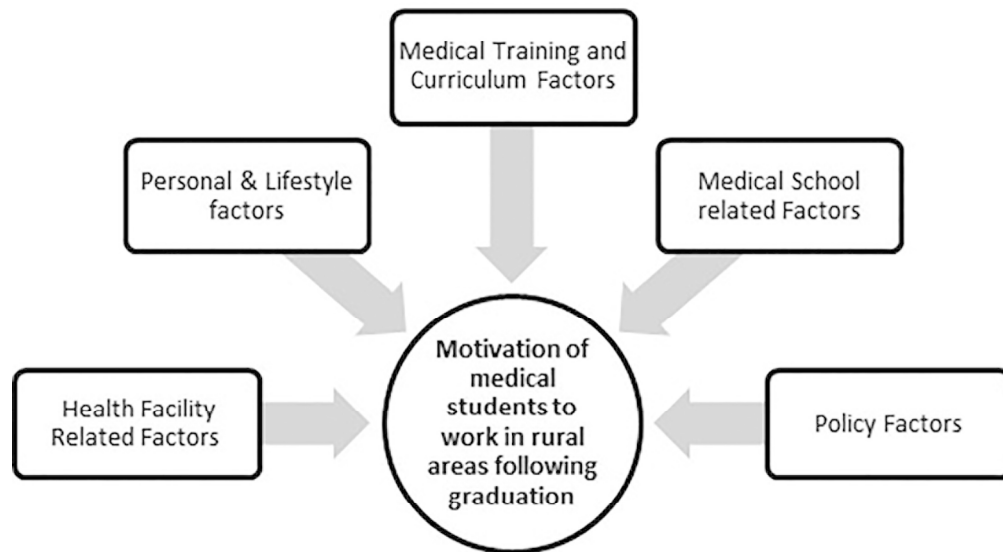 Medical Training and
Curriculum Factors
Personal & Lifestyle
factors
Medical School
related Factors
Health Facility
Related Factors
Motivation of
medical
students to
work in rural
areas following
graduation
Policy Factors